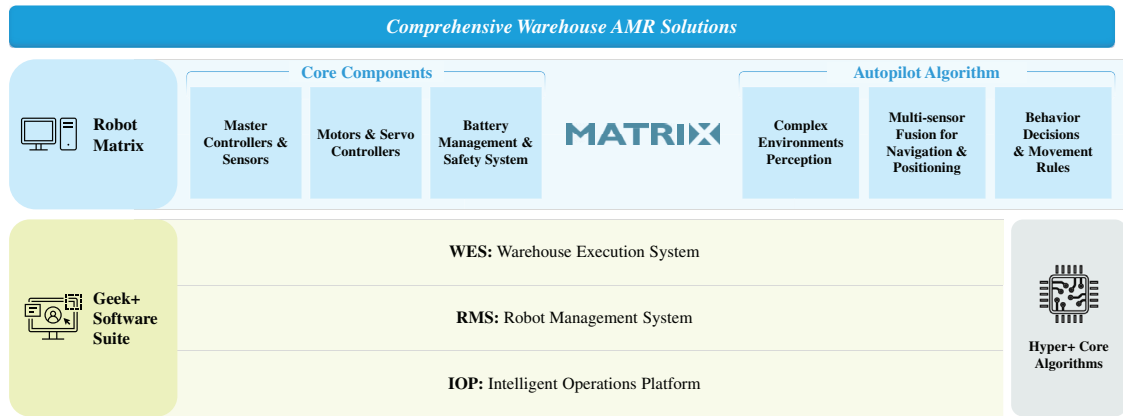 Comprehensive Warehouse AMR Solutions
Robot
Matrix
Core Components
Master
Controllers &
Sensors
Motors & Servo
Controllers
Battery
Management &
Safety System
MATRIX
Autopilot Algorithm
Complex
Environments
Perception
Multi-sensor
Fusion for
Navigation &
Positioning
Behavior
Decisions
& Movement
Rules
Geek+
Software
Suite
WES: Warehouse Execution System
RMS: Robot Management System
IOP: Intelligent Operations Platform
Hyper+ Core
Algorithms